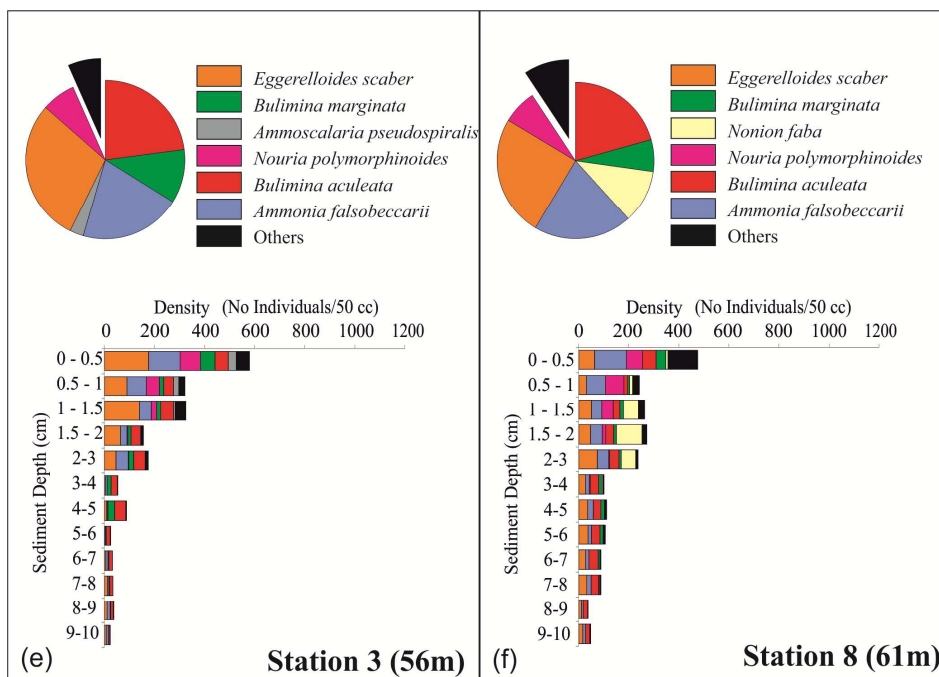 Eggerelloides scaber
Bulimina marginata
Ammoscalaria pseudospiralis
Nouria polymorphinoides
Bulimina aculeata
Ammonia falsobeccarii
Others
Density (No Individuals/50 cc)
0 200 400 600 800 1000 1200
Sediment Depth (cm)
0 - 0.5
0.5 - 1
1 - 1.5
1.5 - 2
2-3
3-4
4-5
5-6
6-7
7-8
8-9
9-10
(e)
Station 3 (56m)
Eggerelloides scaber
Bulimina marginata
Nonion faba
Nouria polymorphinoides
Bulimina aculeata
Ammonia falsobeccarii
Others
Density (No Individuals/50 cc)
0 200 400 600 800 1000 1200
Sediment Depth (cm)
0 - 0.5
0.5 - 1
1 - 1.5
1.5 - 2
2-3
3-4
4-5
5-6
6-7
7-8
8-9
9-10
(f)
Station 8 (61m)